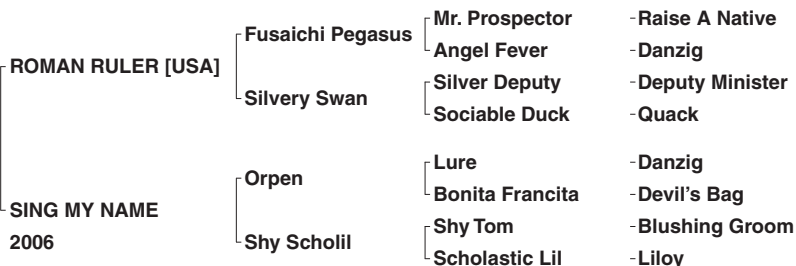 Mr. Prospector -Raise A Native
Fusaichi Pegasus
Angel Fever -Danzig
ROMAN RULER [USA]
Silver Deputy -Deputy Minister
Silvery Swan
Sociable Duck -Quack
Lure -Danzig
Orpen
Bonita Francita -Devil's Bag
SING MY NAME
Shy Tom -Blushing Groom
2006
Shy Scholil
Scholastic Lil -Liloy